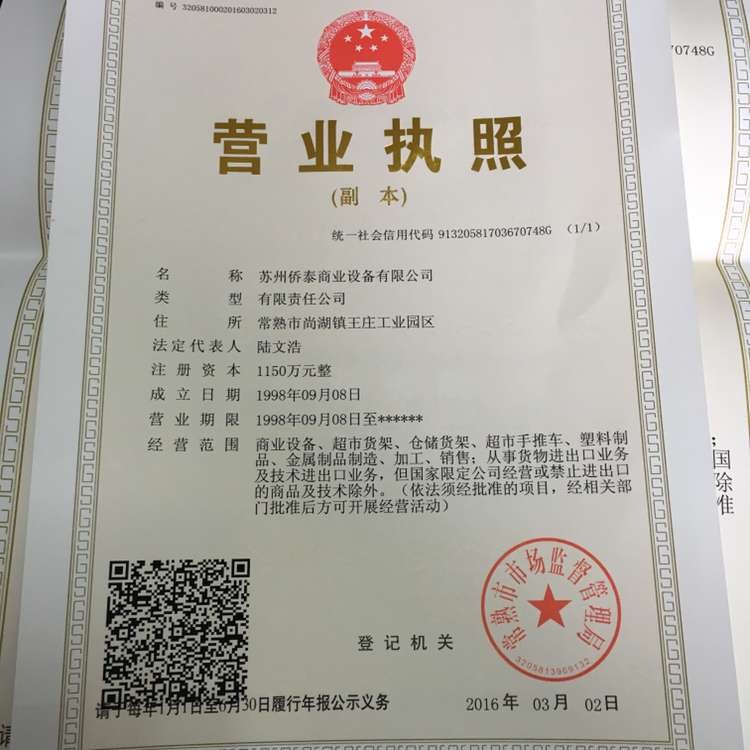 编 号 320581000201603020312
70748G
营业执照
(副 本)
统一社会信用代码 91320581703670748G (1/1)
名 称 苏州侨泰商业设备有限公司
类 型 有限责任公司
住 所 常熟市尚湖镇王庄工业园区
法定代表人 陆文浩
注 册 资 本 1150万元整
成 立 日 期 1998年09月08日
营 业 期 限 1998年09月08日至******
经 营 范 围 商业设备、超市货架、仓储货架、超市手推车、塑料制
品、金属制品制造、加工、销售；从事货物进出口业务
及技术进出口业务，但国家限定公司经营或禁止进出口
的商品及技术除外。（依法须经批准的项目，经相关部
门批准后方可开展经营活动）
；
国
除
准
登 记 机 关
常熟市市场监督管理局
3205813969132
请于每年1月1日至6月30日履行年报公示义务
2016 年 03 月 02 日
请